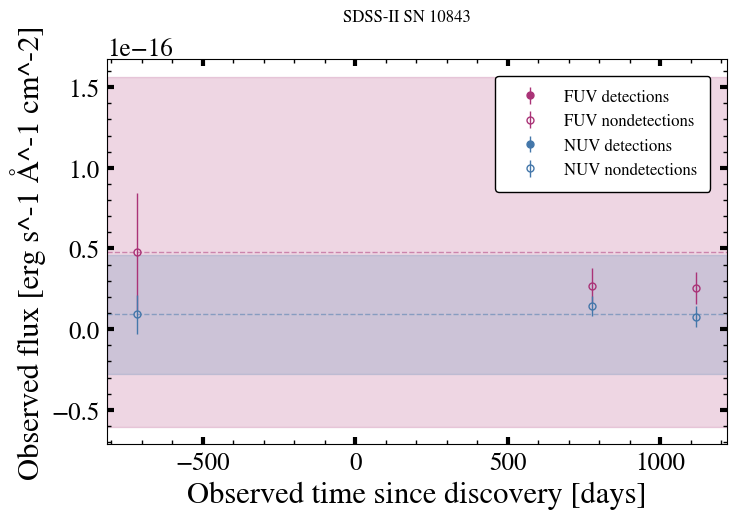 SDSS-II SN 10843
1e−16
Observed flux [erg s^-1 Å^-1 cm^-2]
1.5
1.0
0.5
0.0
−0.5
FUV detections
FUV nondetections
NUV detections
NUV nondetections
−500
0
500
1000
Observed time since discovery [days]